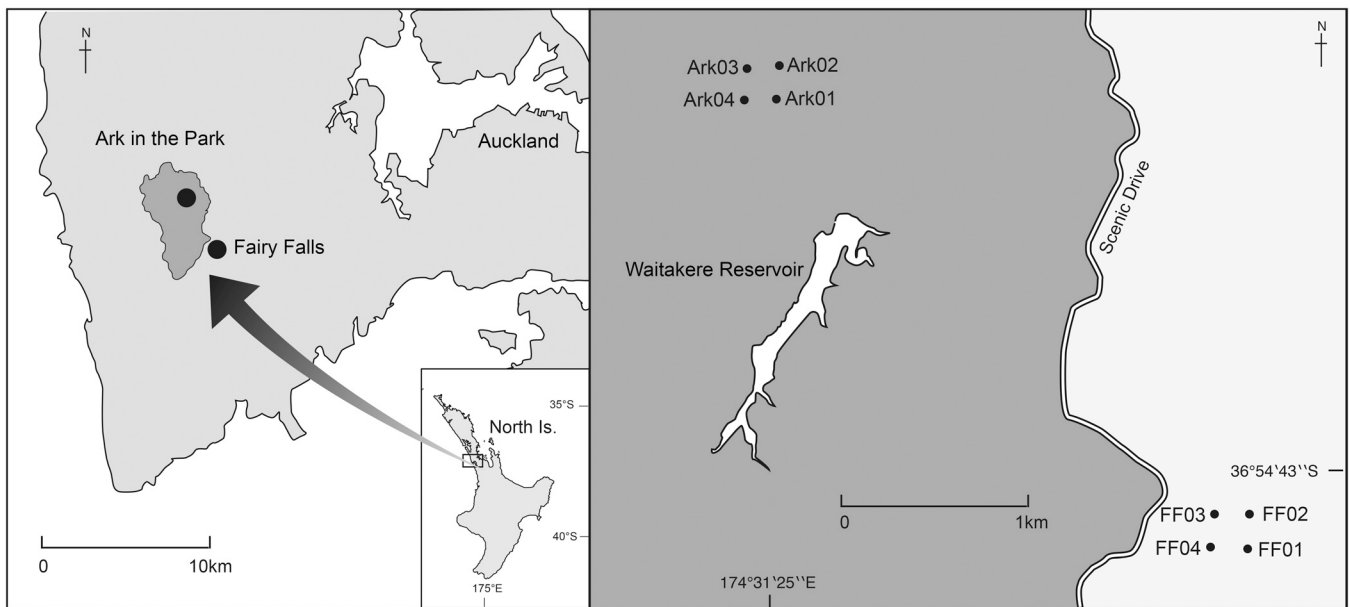 N
Ark in the Park
Auckland
Fairy Falls
North Is.
35°S
40°S
175°E
0 10km
N
Ark03 Ark02
Ark04 Ark01
Scenic Drive
Waitakere Reservoir
36°54'43''S
0 1km
FF03 FF02
FF04 FF01
174°31'25''E